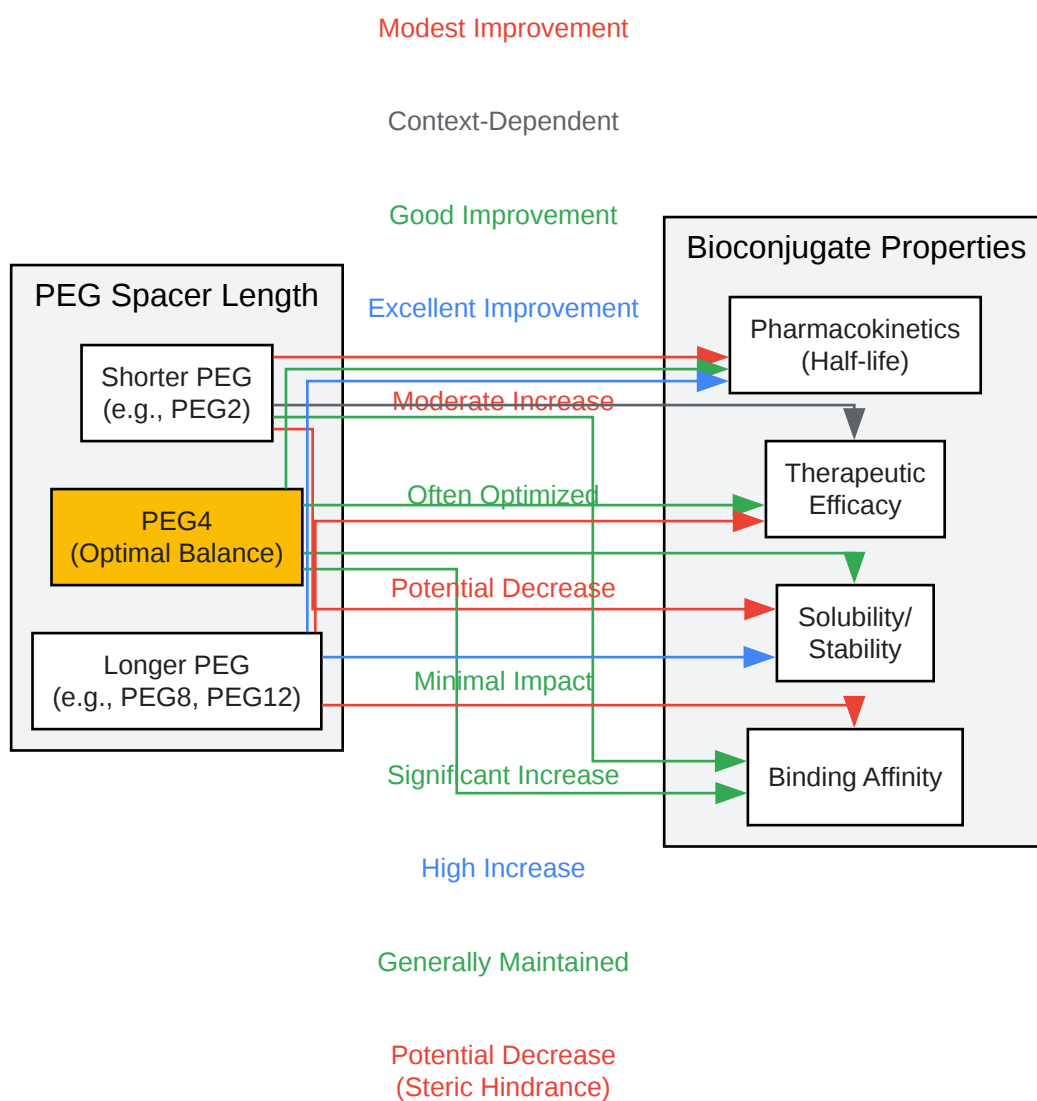 Modest Improvement
Context-Dependent
Good Improvement
Excellent Improvement
Moderate Increase
Often Optimized
Potential Decrease
Minimal Impact
Significant Increase
High Increase
Generally Maintained
Potential Decrease
(Steric Hindrance)
PEG Spacer Length
Shorter PEG
(e.g., PEG2)
PEG4
(Optimal Balance)
Longer PEG
(e.g., PEG8, PEG12)
Bioconjugate Properties
Pharmacokinetics
(Half-life)
Therapeutic
Efficacy
Solubility/
Stability
Binding Affinity